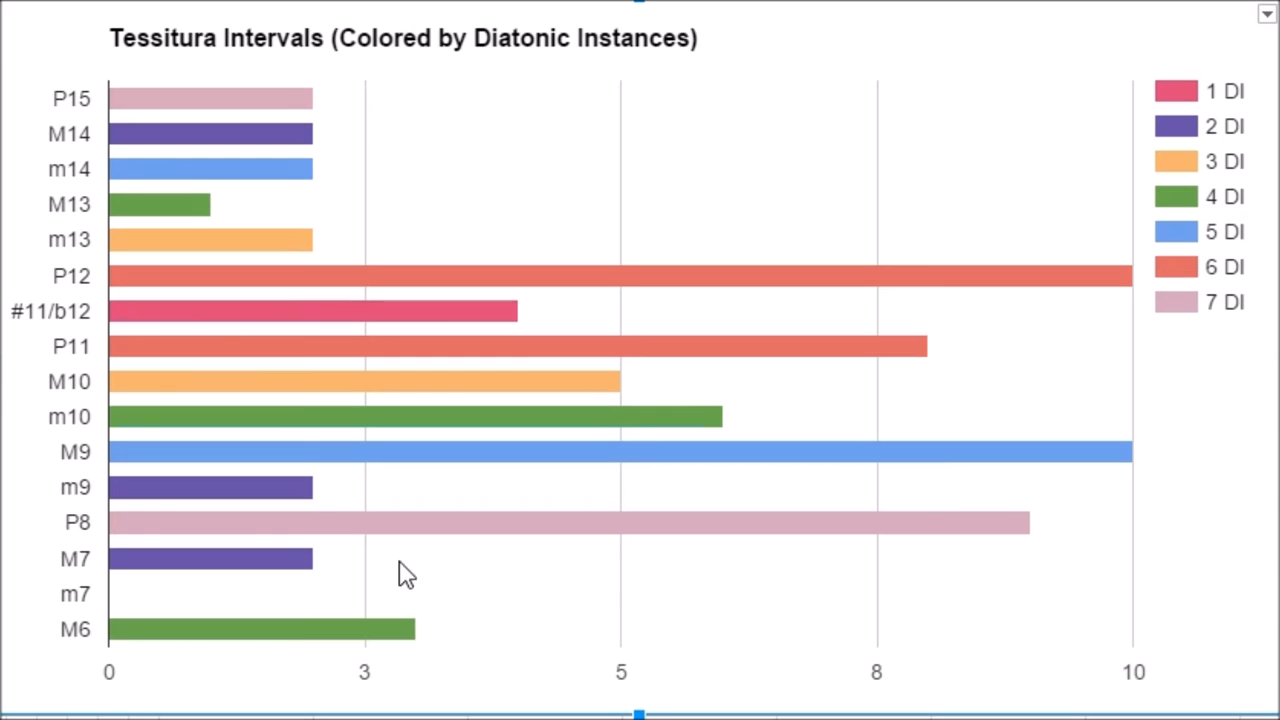 Tessitura Intervals (Colored by Diatonic Instances)
P15
M14
m14
M13
m13
P12
#11/b12
P11
M10
m10
M9
m9
P8
M7
m7
M6
0 3 5 8 10
1 DI
2 DI
3 DI
4 DI
5 DI
6 DI
7 DI